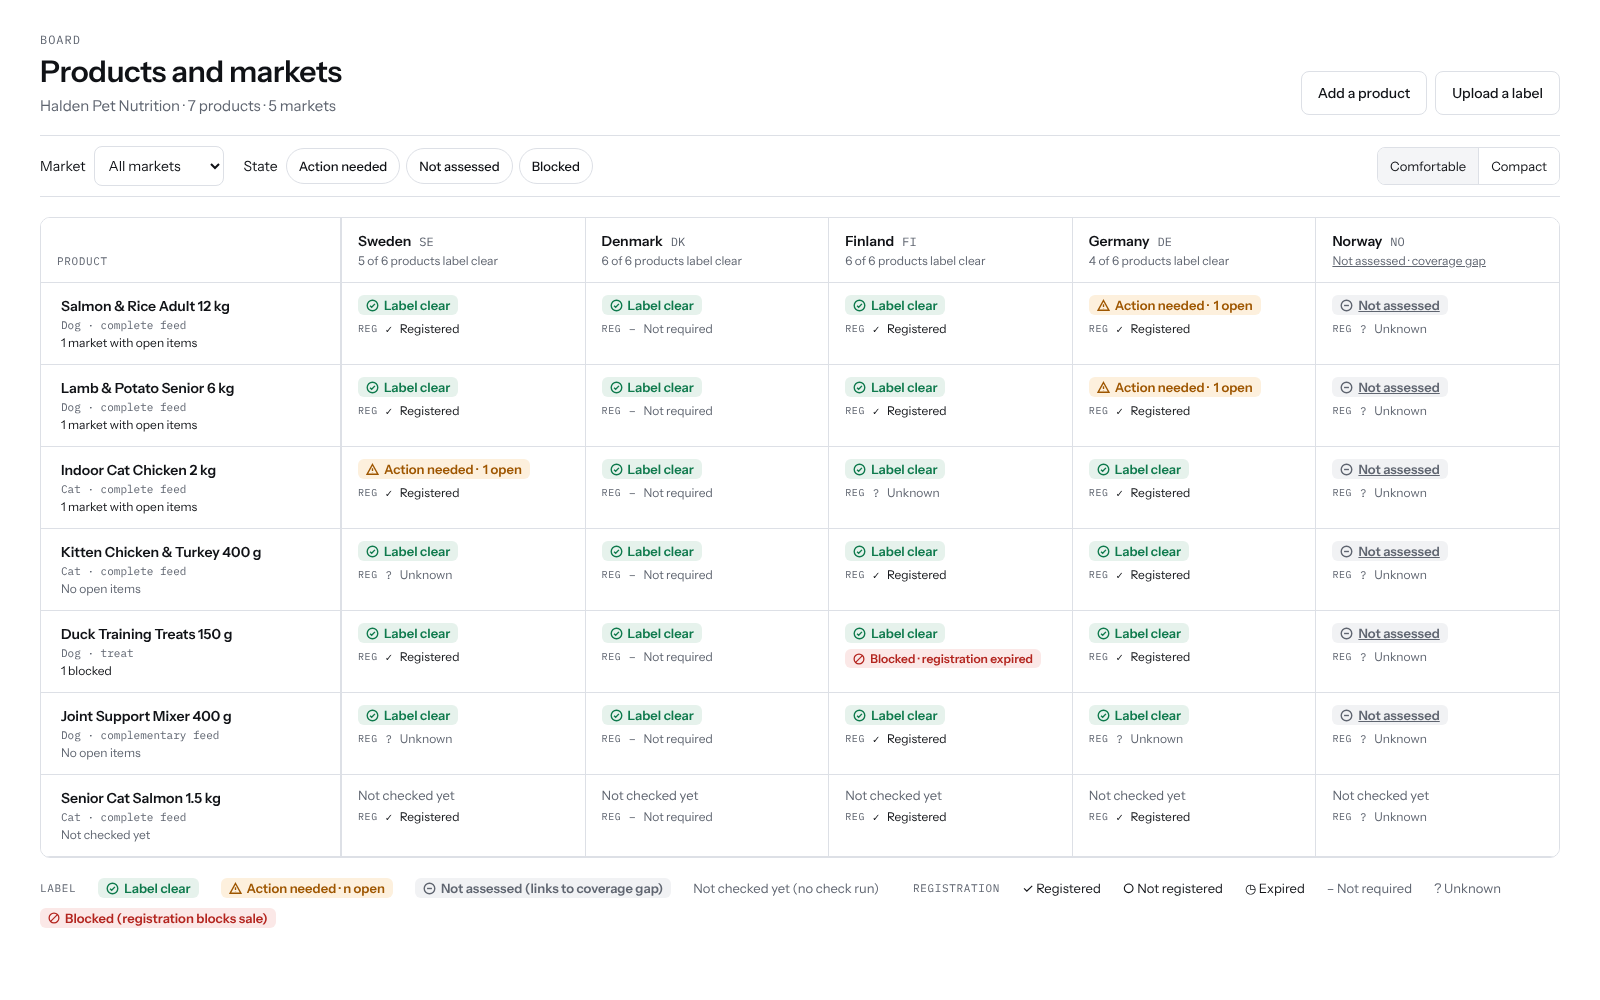 BOARD
Products and markets
Halden Pet Nutrition · 7 products · 5 markets
Add a product
Upload a label
Market All markets State Action needed Not assessed Blocked
Comfortable Compact
PRODUCT
Sweden SE
5 of 6 products label clear
Denmark DK
6 of 6 products label clear
Finland FI
6 of 6 products label clear
Germany DE
4 of 6 products label clear
Norway NO
Not assessed · coverage gap
Salmon & Rice Adult 12 kg
Dog · complete feed
1 market with open items
Label clear
REG ✓ Registered
Label clear
REG – Not required
Label clear
REG ✓ Registered
Action needed · 1 open
REG ✓ Registered
Not assessed
REG ? Unknown
Lamb & Potato Senior 6 kg
Dog · complete feed
1 market with open items
Label clear
REG ✓ Registered
Label clear
REG – Not required
Label clear
REG ✓ Registered
Action needed · 1 open
REG ✓ Registered
Not assessed
REG ? Unknown
Indoor Cat Chicken 2 kg
Cat · complete feed
1 market with open items
Action needed · 1 open
REG ✓ Registered
Label clear
REG – Not required
Label clear
REG ? Unknown
Label clear
REG ✓ Registered
Not assessed
REG ? Unknown
Kitten Chicken & Turkey 400 g
Cat · complete feed
No open items
Label clear
REG ? Unknown
Label clear
REG – Not required
Label clear
REG ✓ Registered
Label clear
REG ✓ Registered
Not assessed
REG ? Unknown
Duck Training Treats 150 g
Dog · treat
1 blocked
Label clear
REG ✓ Registered
Label clear
REG – Not required
Label clear
Blocked · registration expired
Label clear
REG ✓ Registered
Not assessed
REG ? Unknown
Joint Support Mixer 400 g
Dog · complementary feed
No open items
Label clear
REG ? Unknown
Label clear
REG – Not required
Label clear
REG ✓ Registered
Label clear
REG ? Unknown
Not assessed
REG ? Unknown
Senior Cat Salmon 1.5 kg
Cat · complete feed
Not checked yet
Not checked yet
REG ✓ Registered
Not checked yet
REG – Not required
Not checked yet
REG ✓ Registered
Not checked yet
REG ✓ Registered
Not checked yet
REG ? Unknown
LABEL Label clear Action needed · n open Not assessed (links to coverage gap) Not checked yet (no check run) REGISTRATION ✓ Registered ○ Not registered ◷ Expired – Not required ? Unknown
Blocked (registration blocks sale)